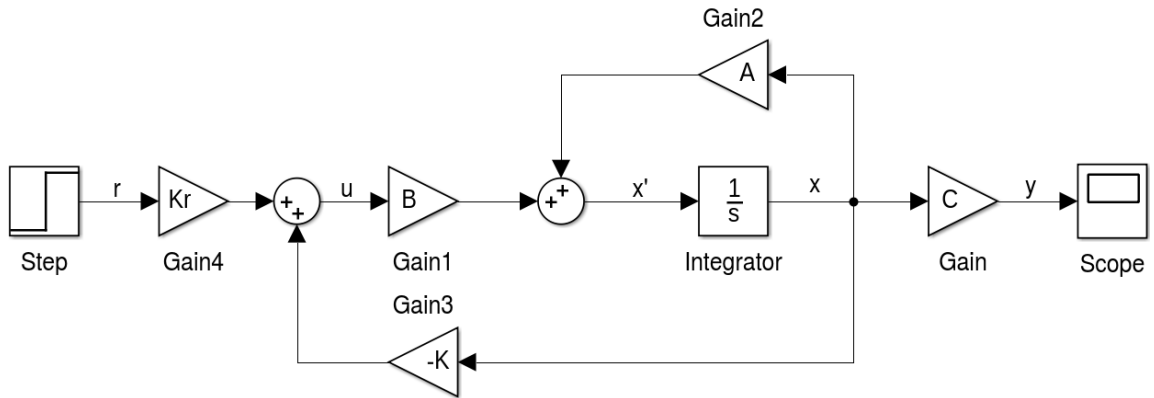 Gain2
A
r
Kr
+
+
u
B
+
+
x'
1
s
x
C
y
Step
Gain4
Gain1
Integrator
Gain
Scope
Gain3
-K